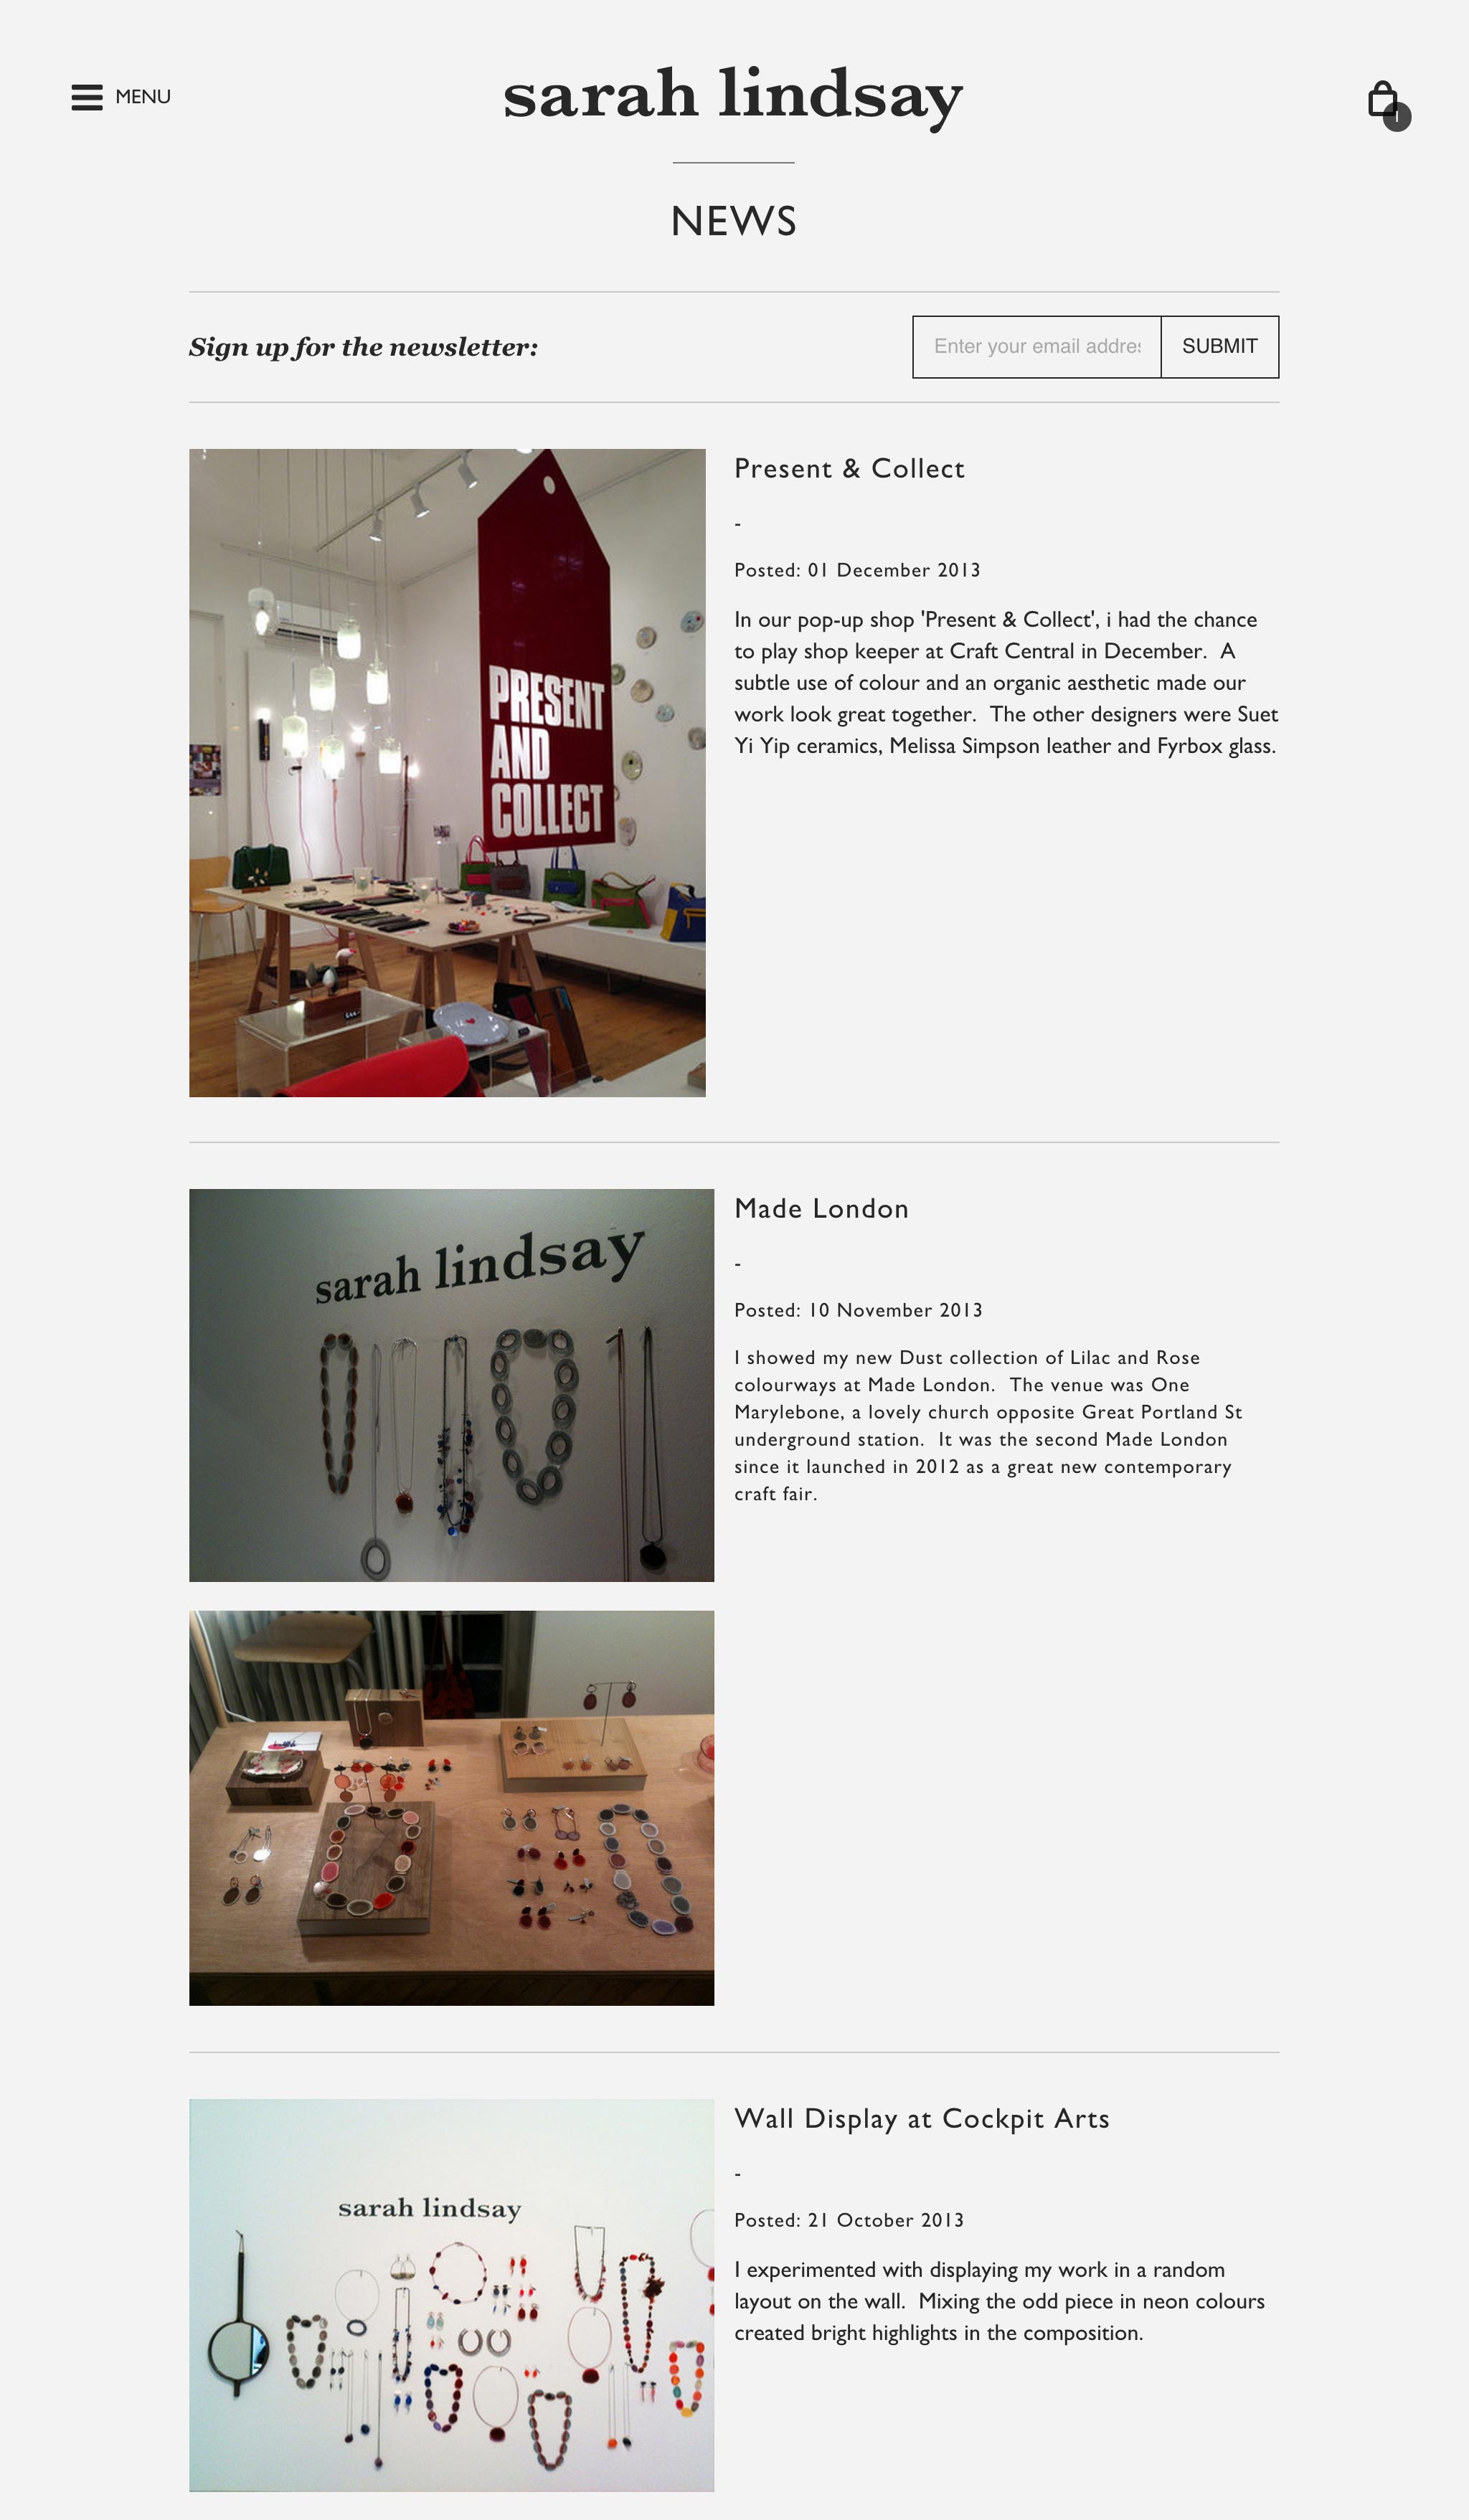 MENU
sarah lindsay
1
NEWS
Sign up for the newsletter:
Enter your email addres
SUBMIT
PRESENT
AND
COLLECT
Present & Collect
-
Posted: 01 December 2013
In our pop-up shop 'Present & Collect', i had the chance
to play shop keeper at Craft Central in December.  A
subtle use of colour and an organic aesthetic made our
work look great together.  The other designers were Suet
Yi Yip ceramics, Melissa Simpson leather and Fyrbox glass.
sarah lindsay
Made London
-
Posted: 10 November 2013
I showed my new Dust collection of Lilac and Rose
colourways at Made London.  The venue was One
Marylebone, a lovely church opposite Great Portland St
underground station.  It was the second Made London
since it launched in 2012 as a great new contemporary
craft fair.
sarah lindsay
Wall Display at Cockpit Arts
-
Posted: 21 October 2013
I experimented with displaying my work in a random
layout on the wall.  Mixing the odd piece in neon colours
created bright highlights in the composition.